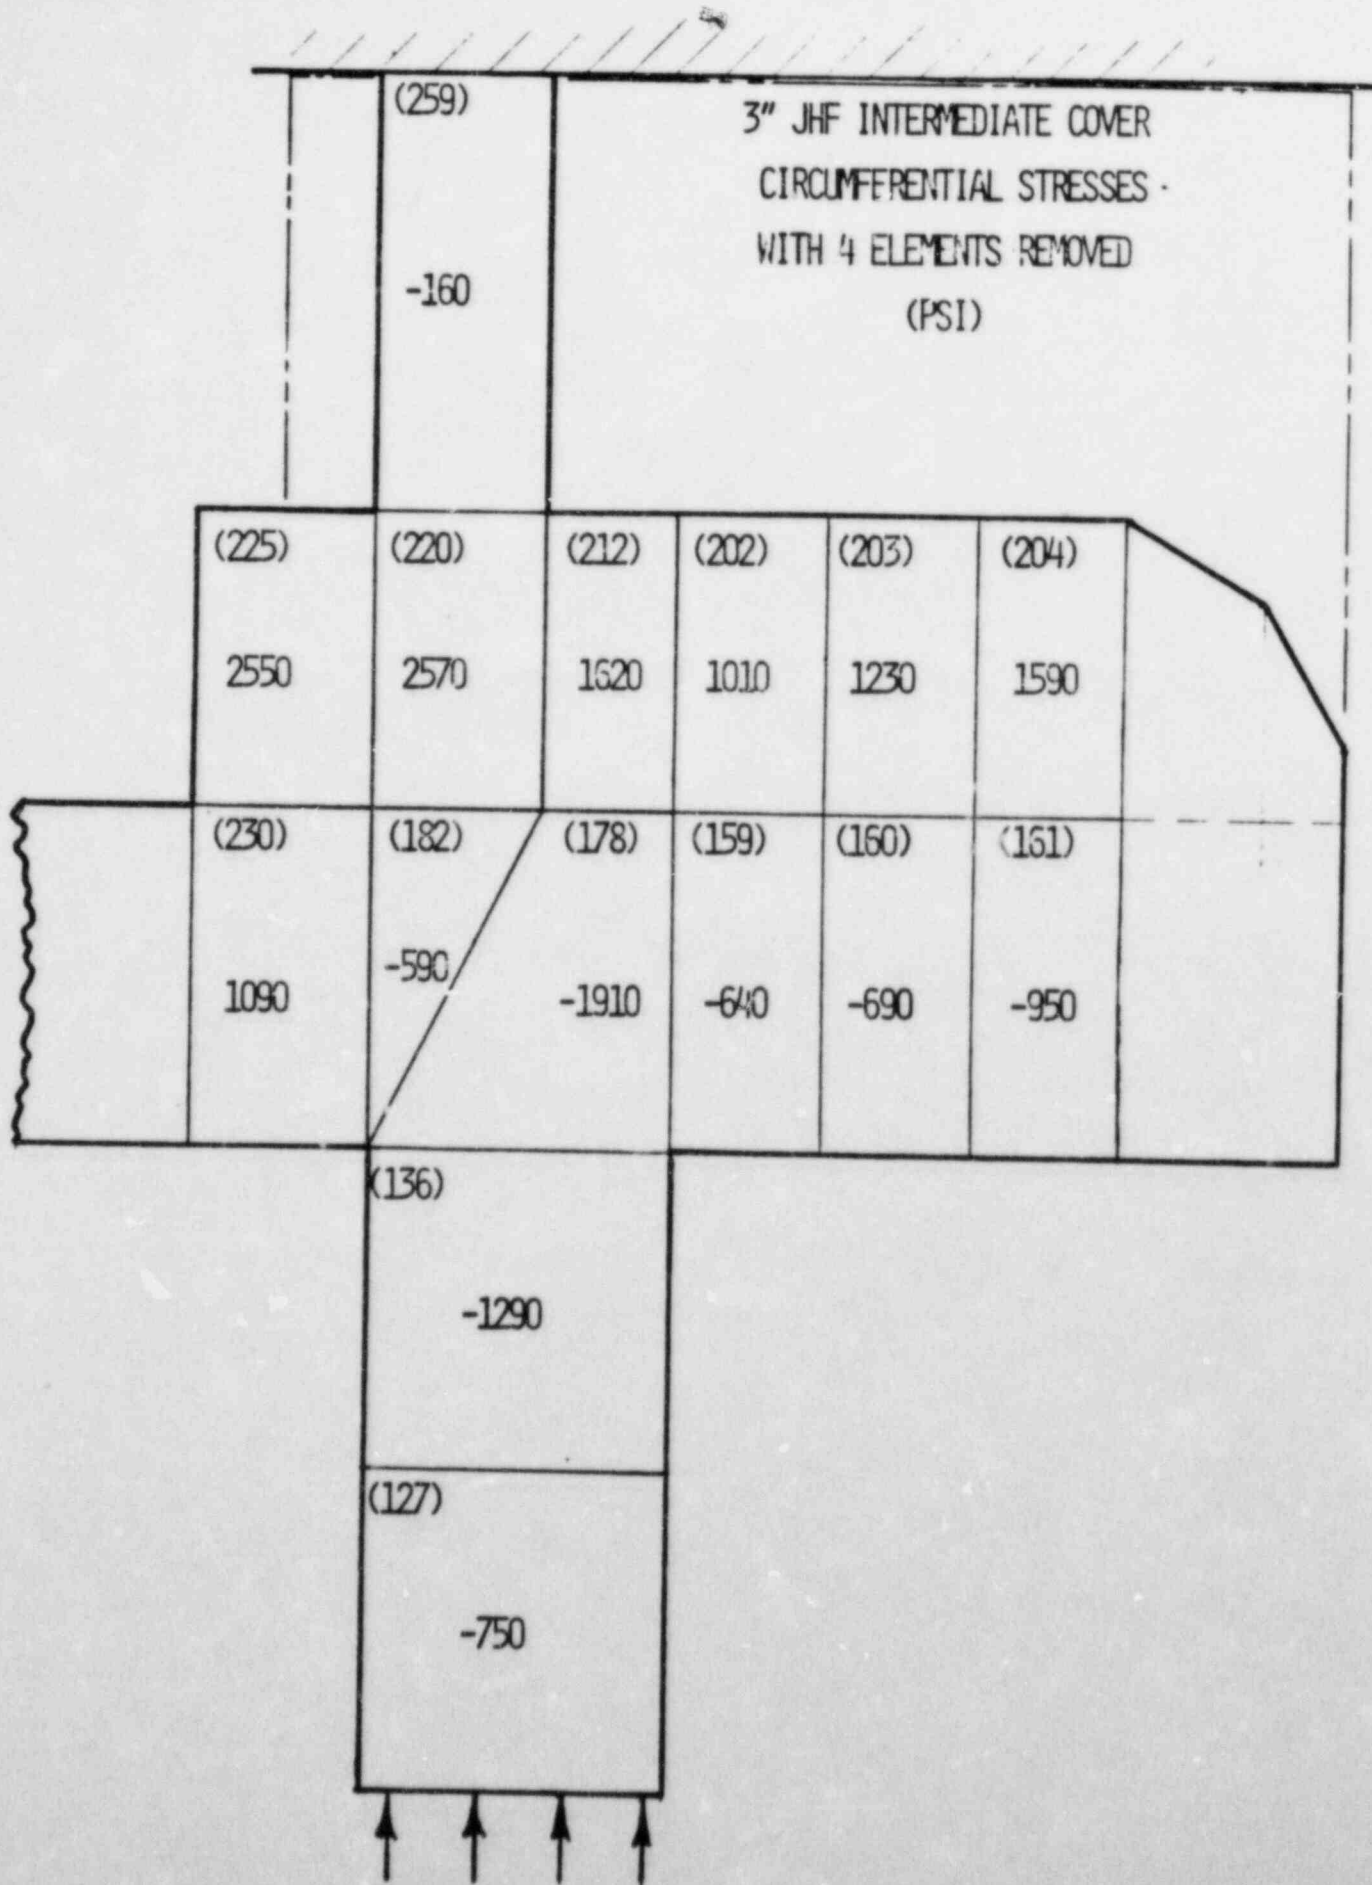 (259)
3" JHF INTERMEDIATE COVER
CIRCUMFERENTIAL STRESSES
WITH 4 ELEMENTS REMOVED
(PSI)
-160
(225) (220) (212) (202) (203) (204)
2550 2570 1620 1010 1230 1590
(230) (182) (178) (159) (160) (161)
-590
1090 -1910 -640 -690 -950
(136)
-1290
(127)
-750